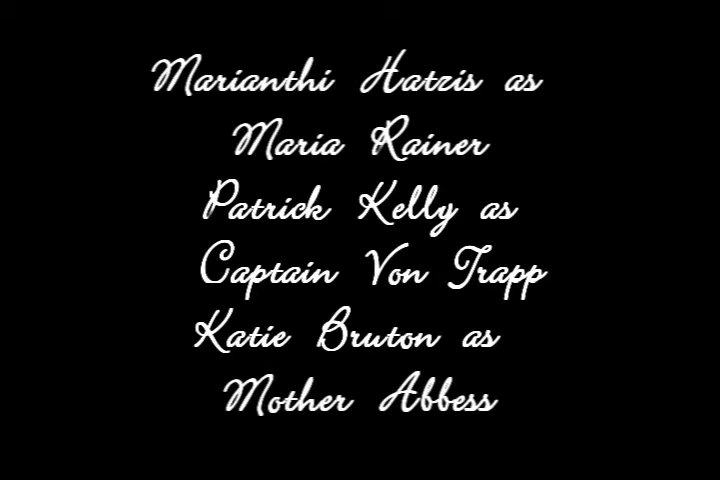 Marianthi Hatzis as
Maria Rainer
Patrick Kelly as
Captain Von Trapp
Katie Bruton as
Mother Abbess